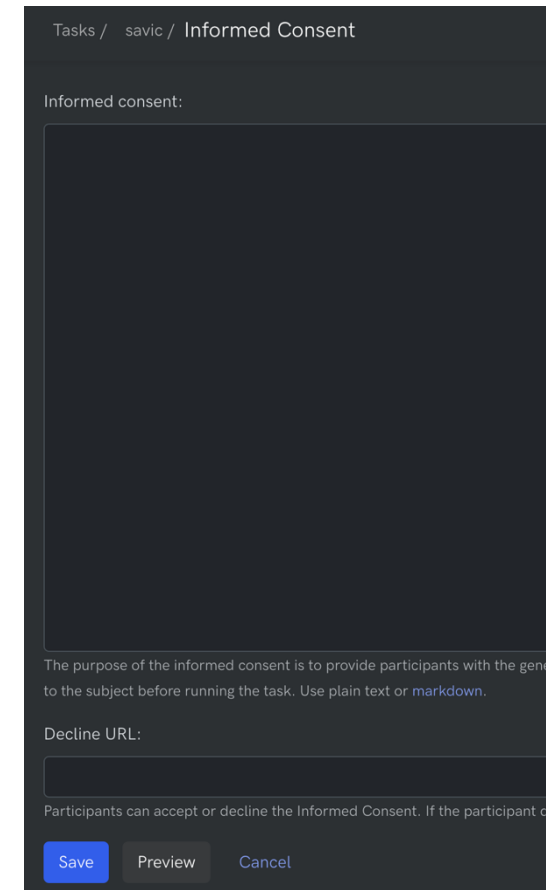 Tasks / savic / Informed Consent
Informed consent:
The purpose of the informed consent is to provide participants with the gene
to the subject before running the task. Use plain text or markdown.
Decline URL:
Participants can accept or decline the Informed Consent. If the participant
Save Preview Cancel